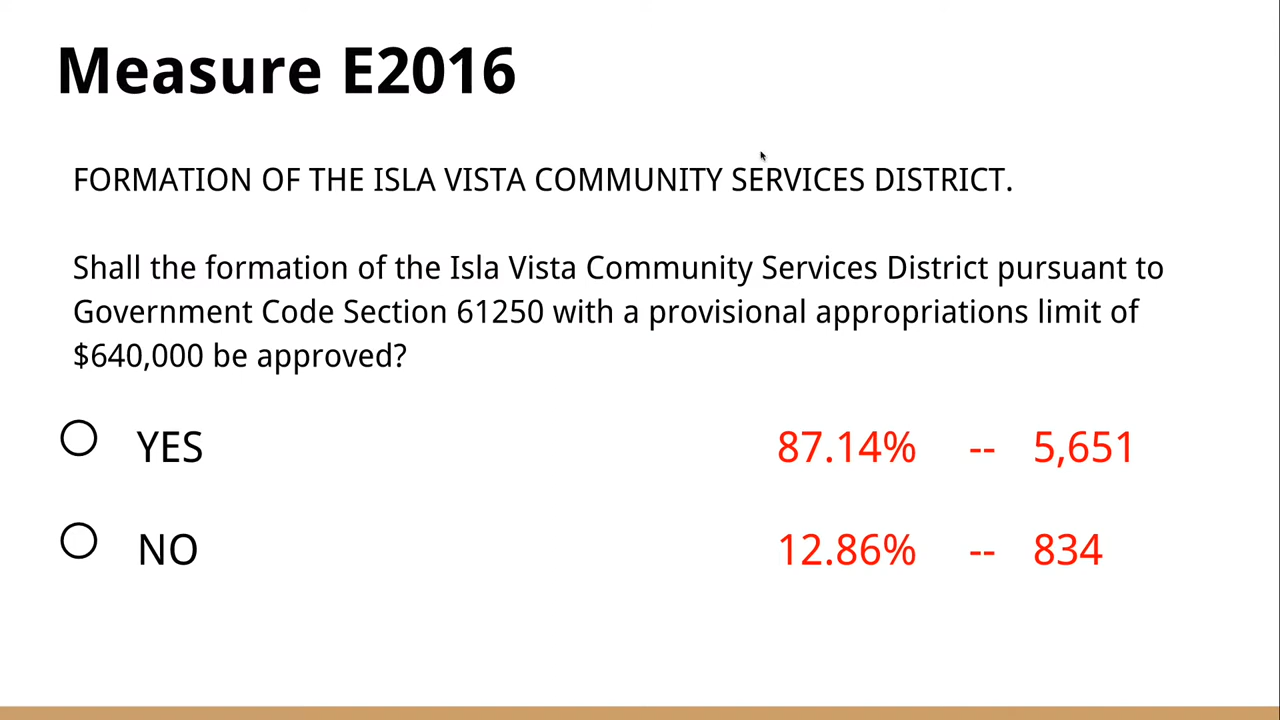 Measure E2016
FORMATION OF THE ISLA VISTA COMMUNITY SERVICES DISTRICT.
Shall the formation of the Isla Vista Community Services District pursuant to
Government Code Section 61250 with a provisional appropriations limit of
$640,000 be approved?
YES 87.14% -- 5,651
NO 12.86% -- 834